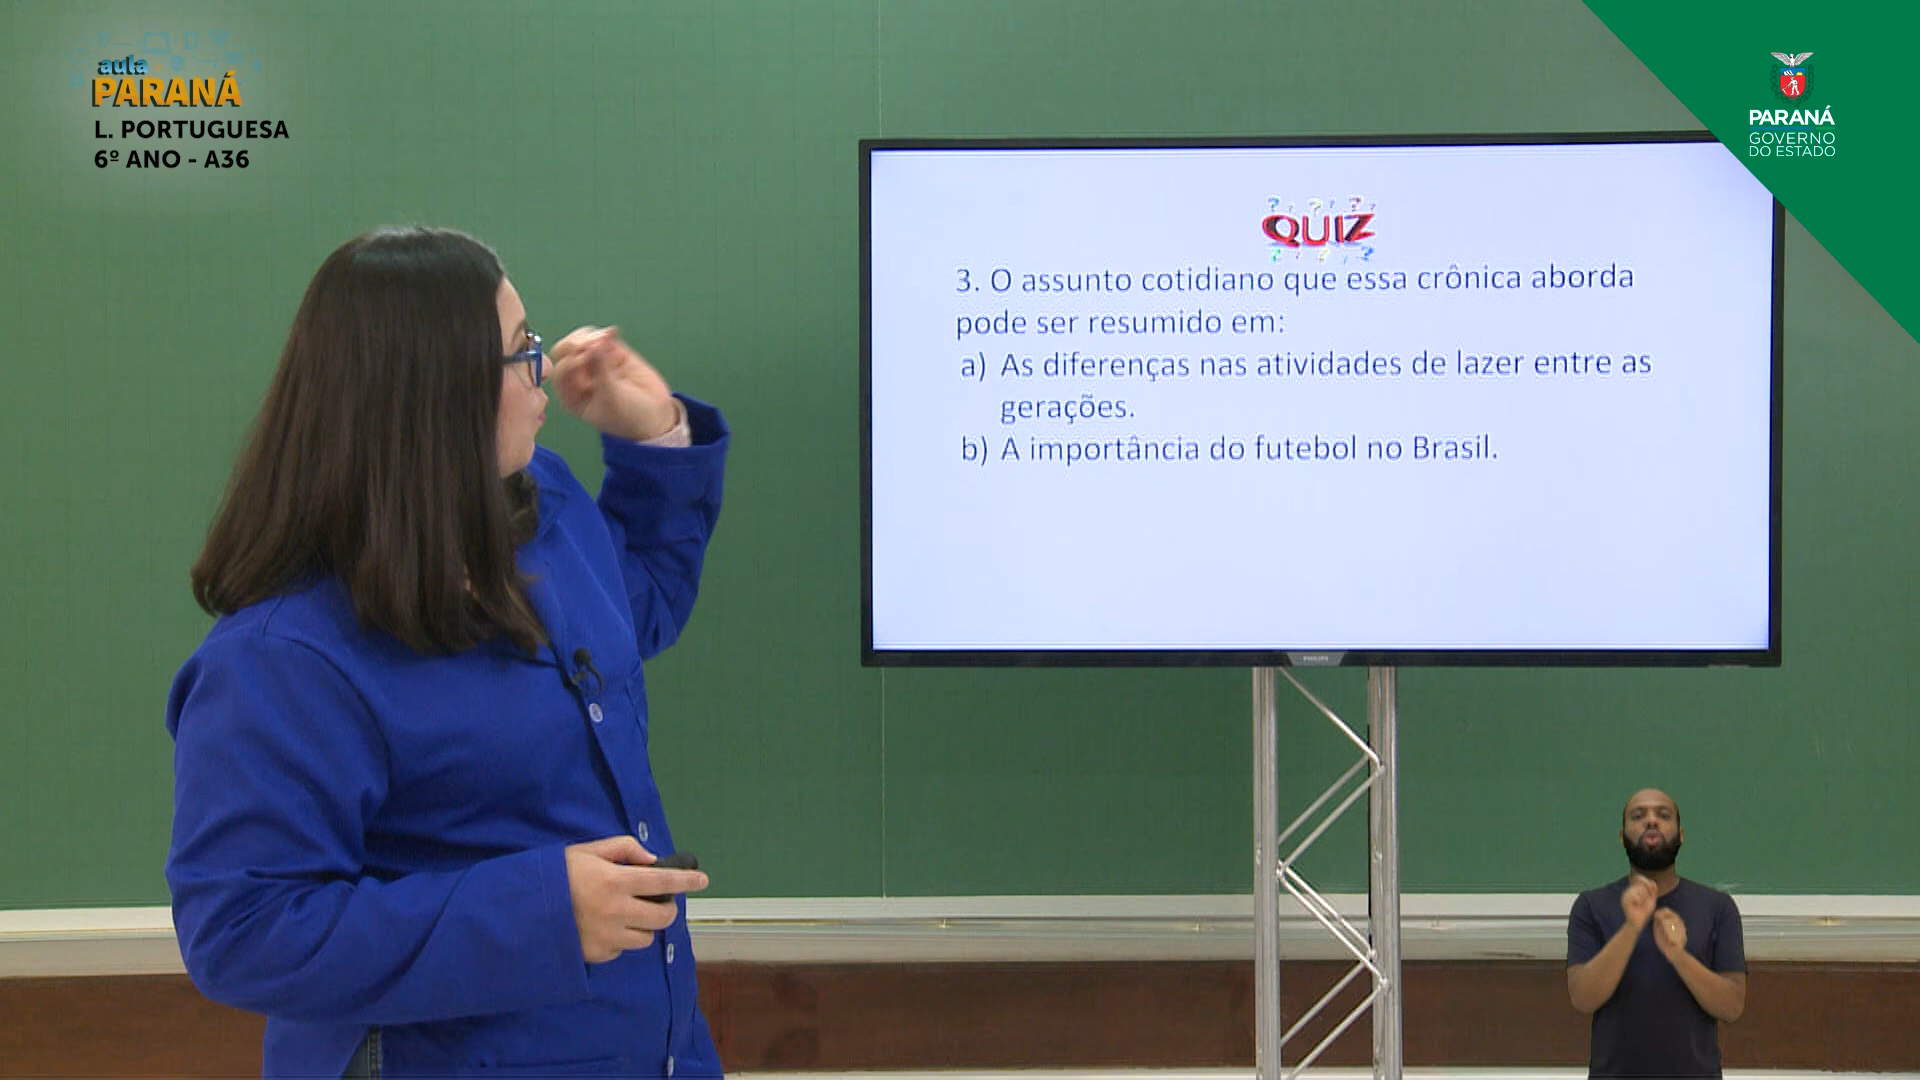 aula
PARANÁ
L. PORTUGUESA
6º ANO - A36
PARANÁ
GOVERNO
DO ESTADO
QUIZ
3. O assunto cotidiano que essa crônica aborda
pode ser resumido em:
a) As diferenças nas atividades de lazer entre as
gerações.
b) A importância do futebol no Brasil.
PHILIPS